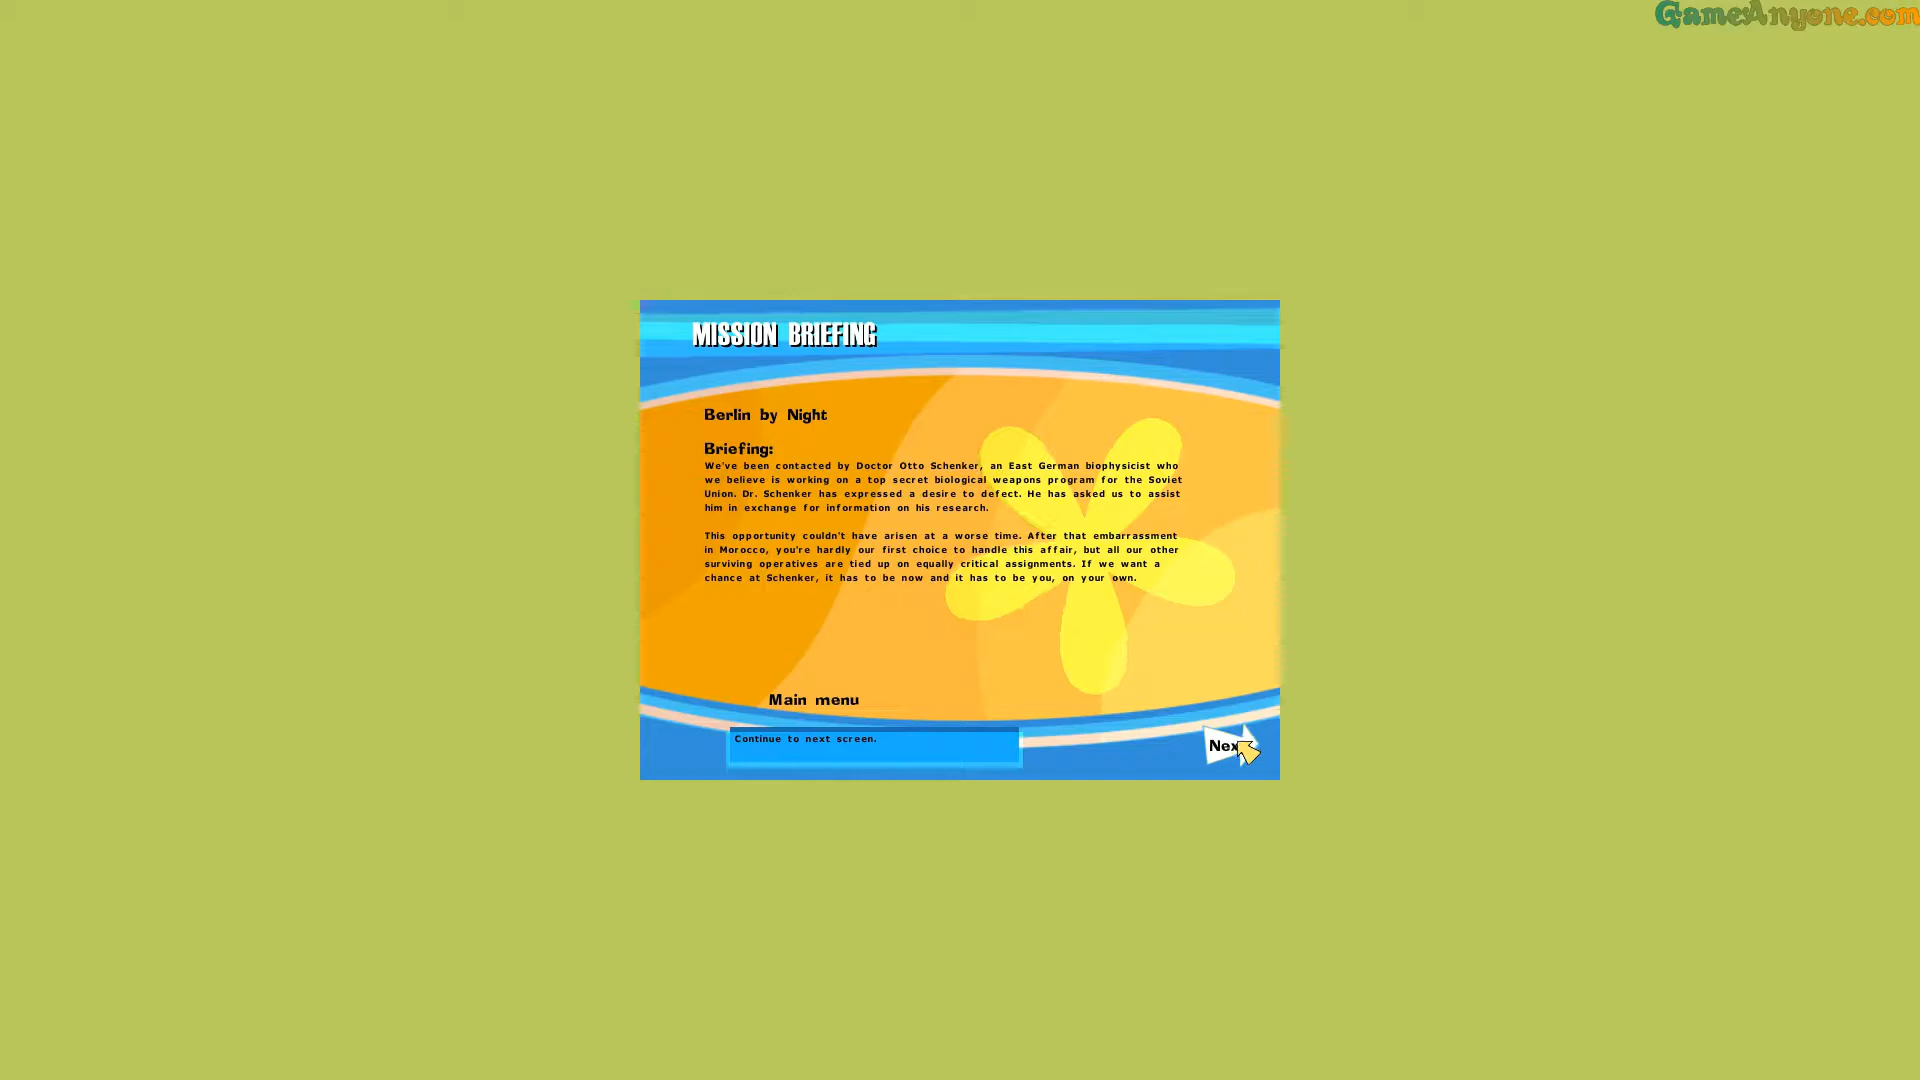 GamesAnyone.com
MISSION BRIEFING
Berlin by Night
Briefing:
We've been contacted by Doctor Otto Schenker, an East German biophysicist who
we believe is working on a top secret biological weapons program for the Soviet
Union. Dr. Schenker has expressed a desire to defect. He has asked us to assist
him in exchange for information on his research.
This opportunity couldn't have arisen at a worse time. After that embarrassment
in Morocco, you're hardly our first choice to handle this affair, but all our other
surviving operatives are tied up on equally critical assignments. If we want a
chance at Schenker, it has to be now and it has to be you, on your own.
Main menu
Continue to next screen.
Nex